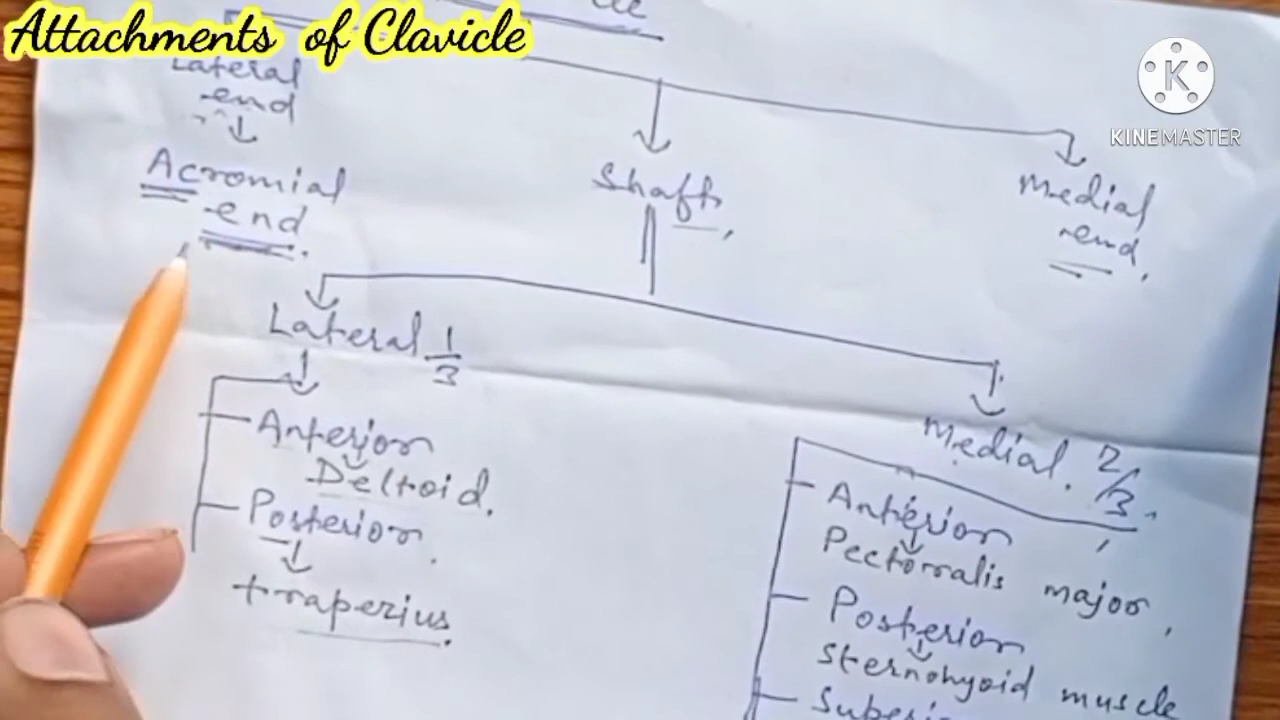 Attachments of Clavicle
KINEMASTER
Lateral
end
Acromial
end.
Shaft,
Medial
end,
Lateral 1/3
Anterior
Deltoid.
Posterior.
traperius.
Medial. 2/3.
Anterior
Pectorralis major,
Posterior
Sternohyoid muscle